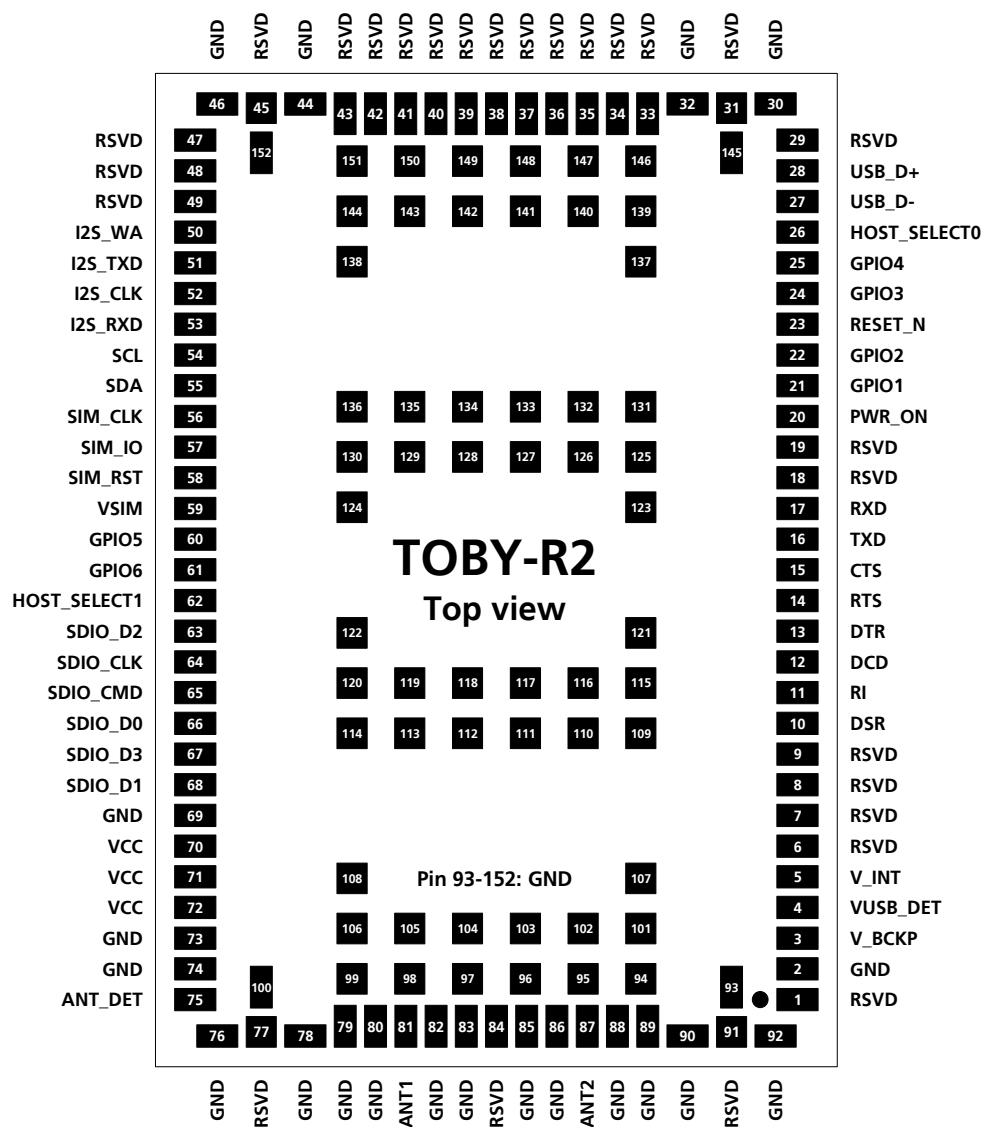 GND RSVD GND RSVD RSVD RSVD RSVD RSVD RSVD RSVD RSVD RSVD RSVD RSVD GND RSVD GND
46 45 44 43 42 41 40 39 38 37 36 35 34 33 32 31 30
RSVD 47 152 151 150 149 148 147 146 145 29 RSVD
RSVD 48 28 USB_D+
RSVD 49 144 143 142 141 140 139 27 USB_D-
I2S_WA 50 26 HOST_SELECT0
I2S_TXD 51 138 137 25 GPIO4
I2S_CLK 52 24 GPIO3
I2S_RXD 53 23 RESET_N
SCL 54 22 GPIO2
SDA 55 21 GPIO1
SIM_CLK 56 136 135 134 133 132 131 20 PWR_ON
SIM_IO 57 130 129 128 127 126 125 19 RSVD
SIM_RST 58 18 RSVD
VSIM 59 124 123 17 RXD
GPIO5 60 16 TXD
TOBY-R2
GPIO6 61 15 CTS
HOST_SELECT1 62 14 RTS
Top view
SDIO_D2 63 122 121 13 DTR
SDIO_CLK 64 12 DCD
SDIO_CMD 65 120 119 118 117 116 115 11 RI
SDIO_D0 66 114 113 112 111 110 109 10 DSR
SDIO_D3 67 9 RSVD
SDIO_D1 68 8 RSVD
GND 69 7 RSVD
VCC 70 6 RSVD
VCC 71 108 Pin 93-152: GND 107 5 V_INT
VCC 72 4 VUSB_DET
GND 73 106 105 104 103 102 101 3 V_BCKP
GND 74 99 98 97 96 95 94 2 GND
ANT_DET 75 100 93 1 RSVD
76 77 78 79 80 81 82 83 84 85 86 87 88 89 90 91 92
GND RSVD GND GND GND ANT1 GND GND RSVD GND GND ANT2 GND GND GND RSVD GND